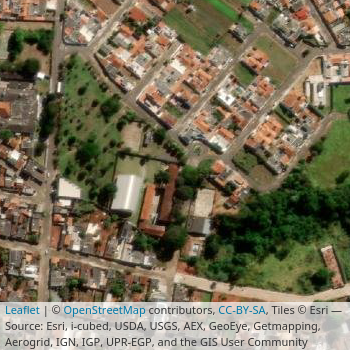 Leaflet | © OpenStreetMap contributors, CC-BY-SA, Tiles © Esri —
Source: Esri, i-cubed, USDA, USGS, AEX, GeoEye, Getmapping,
Aerogrid, IGN, IGP, UPR-EGP, and the GIS User Community